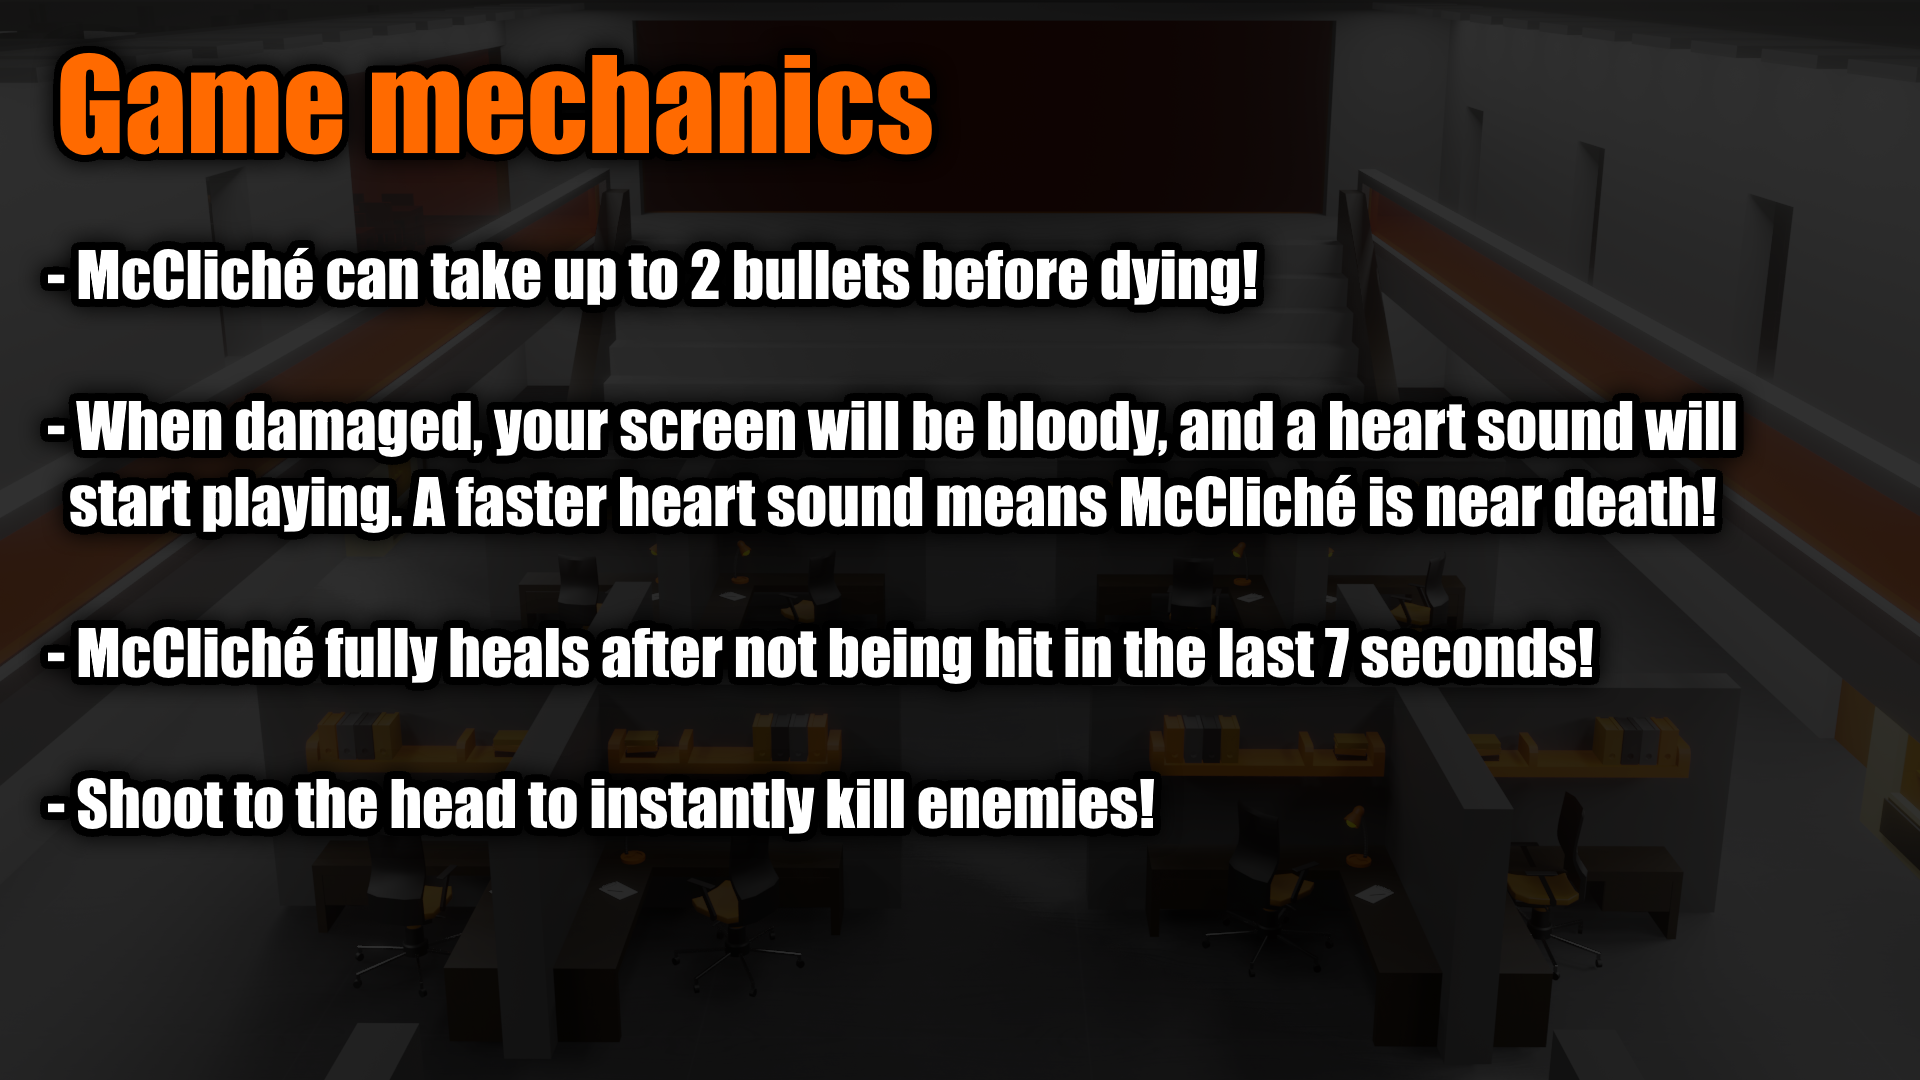 Game mechanics
- McCliché can take up to 2 bullets before dying!
- When damaged, your screen will be bloody, and a heart sound will
start playing. A faster heart sound means McCliché is near death!
- McCliché fully heals after not being hit in the last 7 seconds!
- Shoot to the head to instantly kill enemies!